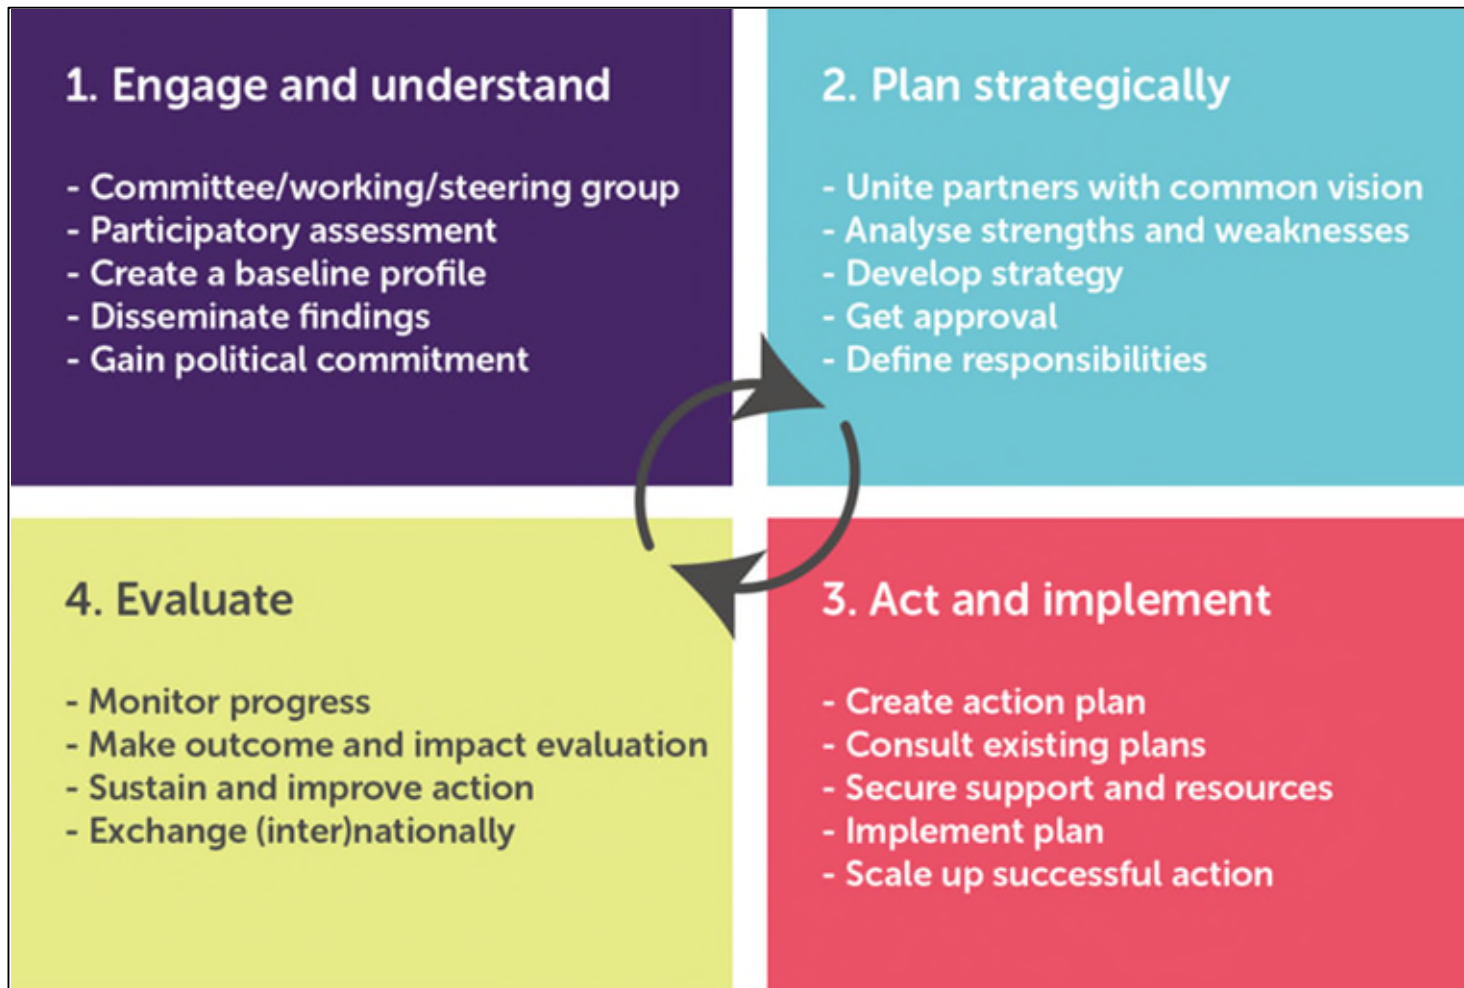 1. Engage and understand
- Committee/working/steering group
- Participatory assessment
- Create a baseline profile
- Disseminate findings
- Gain political commitment
2. Plan strategically
- Unite partners with common vision
- Analyse strengths and weaknesses
- Develop strategy
- Get approval
- Define responsibilities
3. Act and implement
- Create action plan
- Consult existing plans
- Secure support and resources
- Implement plan
- Scale up successful action
4. Evaluate
- Monitor progress
- Make outcome and impact evaluation
- Sustain and improve action
- Exchange (inter)nationally